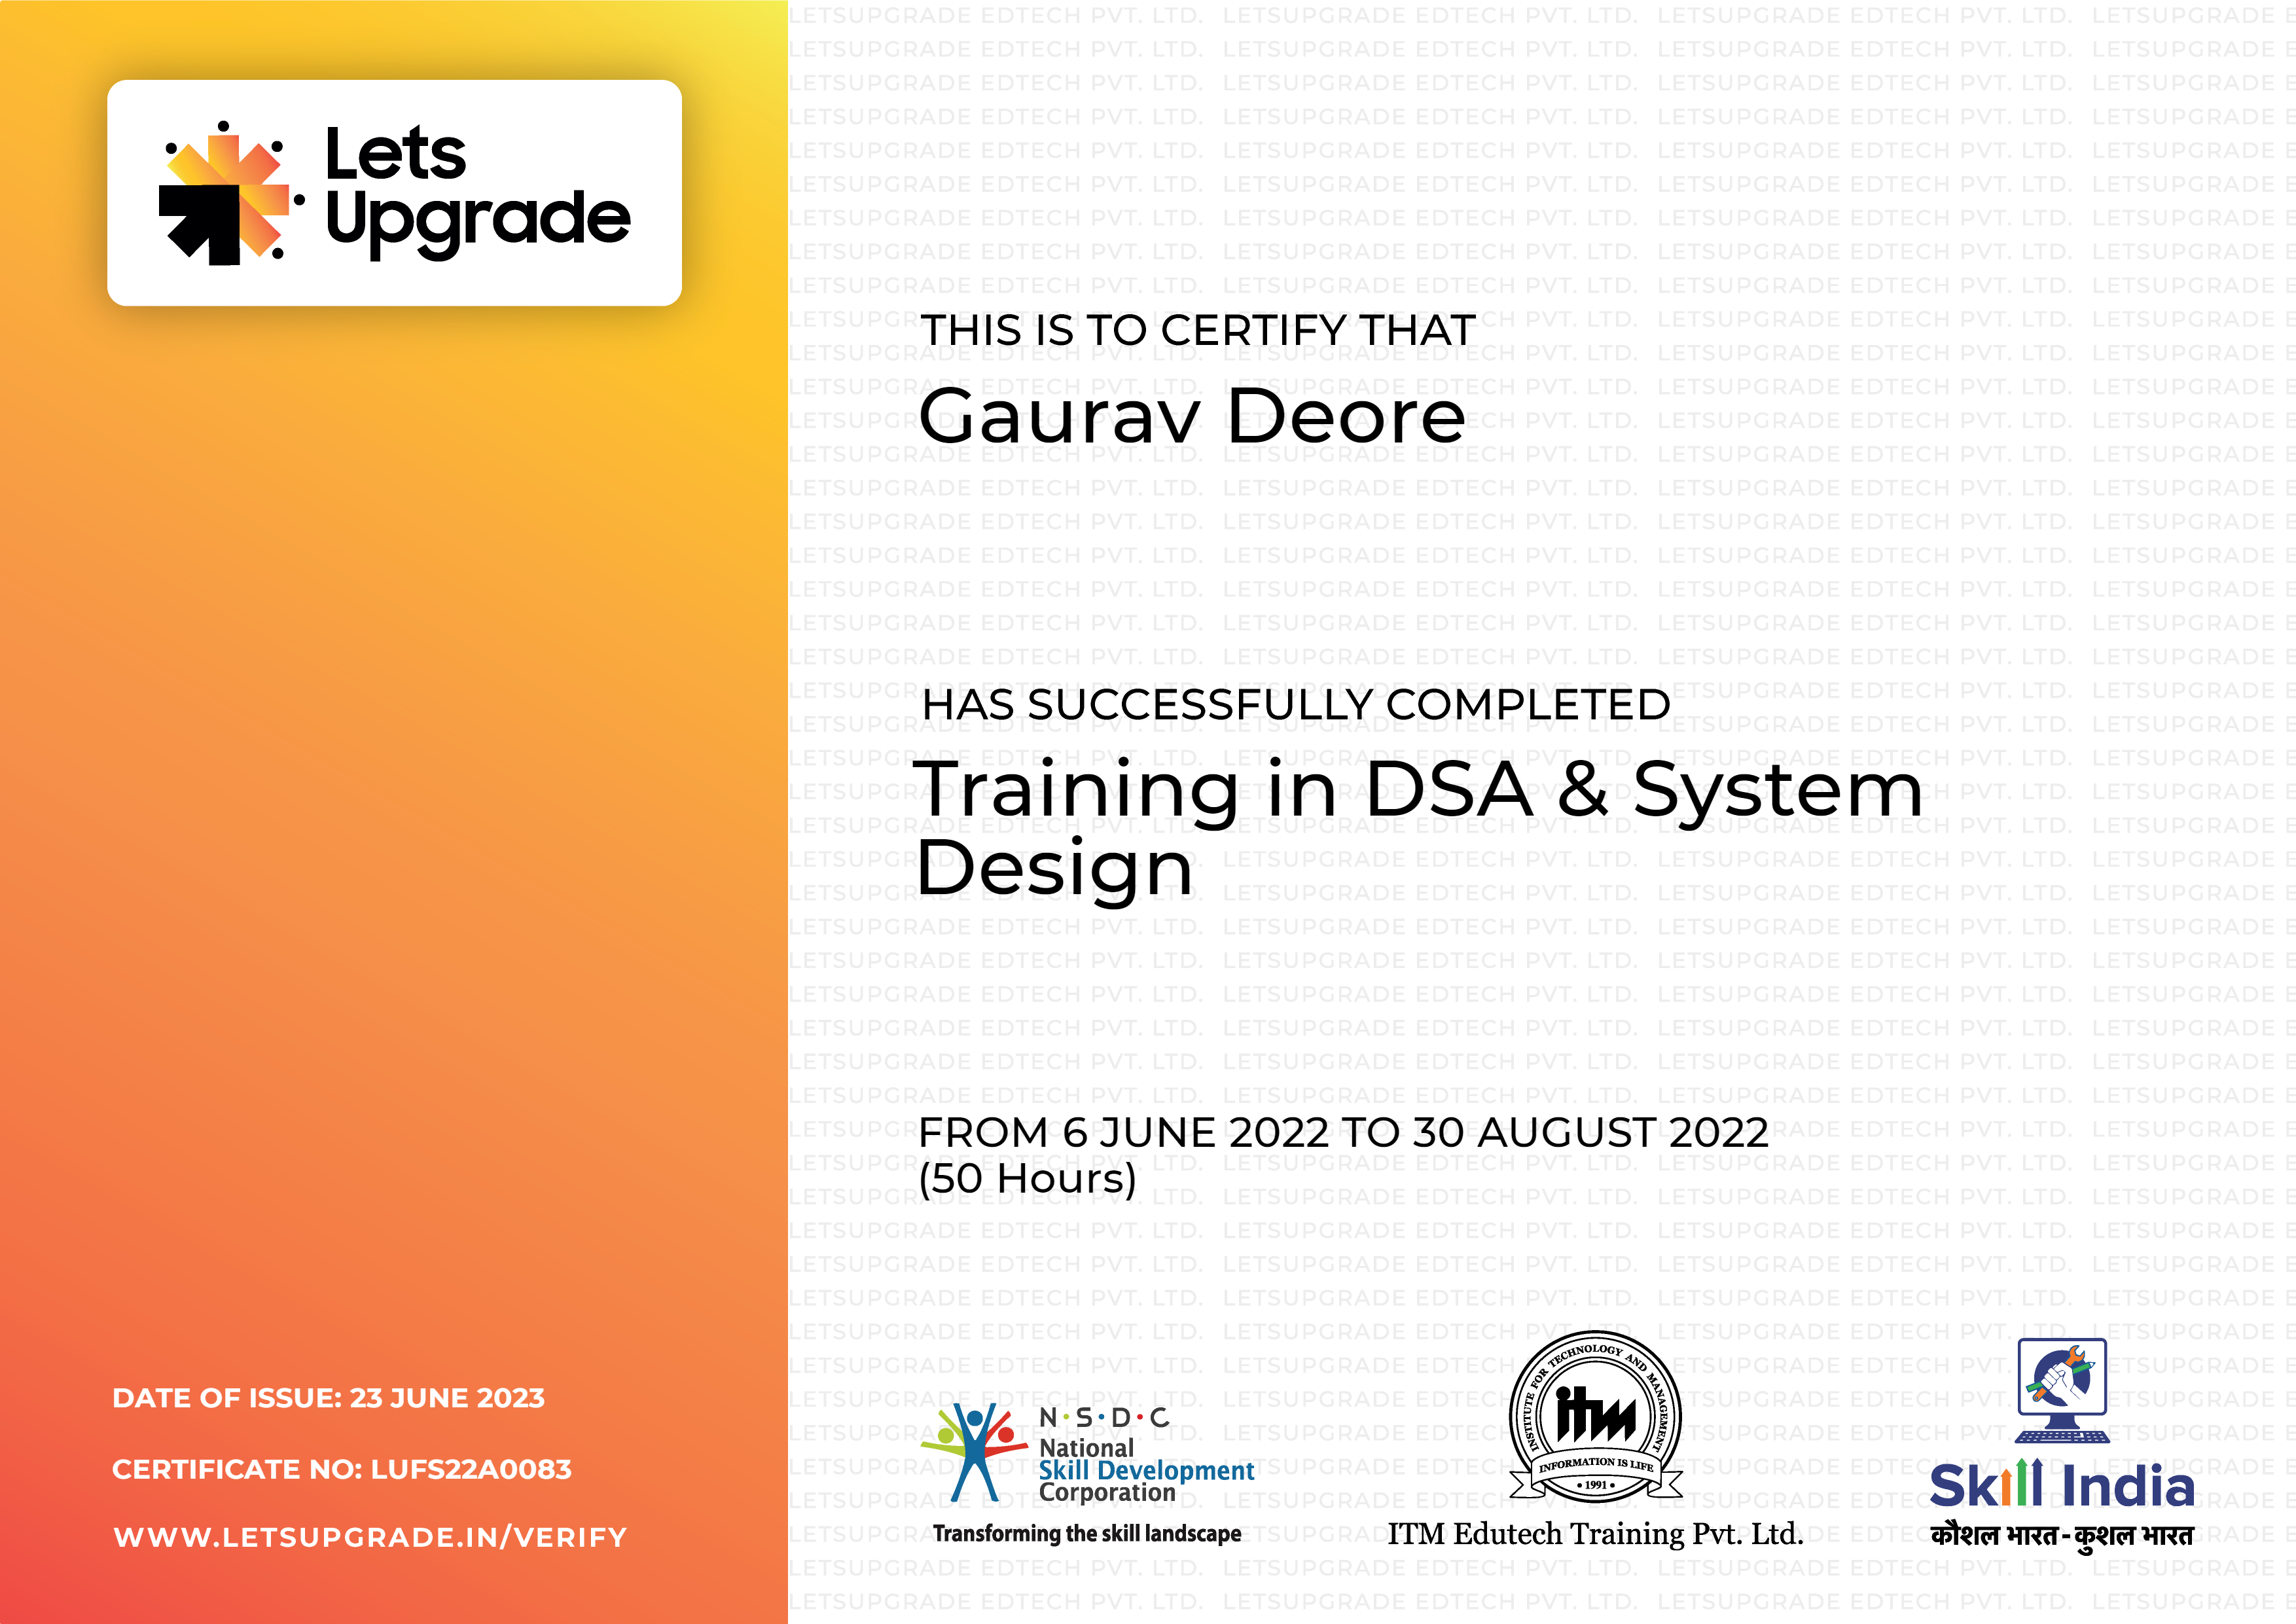 Lets
Upgrade
THIS IS TO CERTIFY THAT
Gaurav Deore
HAS SUCCESSFULLY COMPLETED
Training in DSA & System
Design
FROM 6 JUNE 2022 TO 30 AUGUST 2022
(50 Hours)
DATE OF ISSUE: 23 JUNE 2023
CERTIFICATE NO: LUFS22A0083
WWW.LETSUPGRADE.IN/VERIFY
N·S·D·C
National
Skill Development
Corporation
Transforming the skill landscape
INSTITUTE FOR TECHNOLOGY AND MANAGEMENT
itm
INFORMATION IS LIFE
• 1991 •
ITM Edutech Training Pvt. Ltd.
Skill India
कौशल भारत - कुशल भारत
LETSUPGRADE EDTECH PVT. LTD.